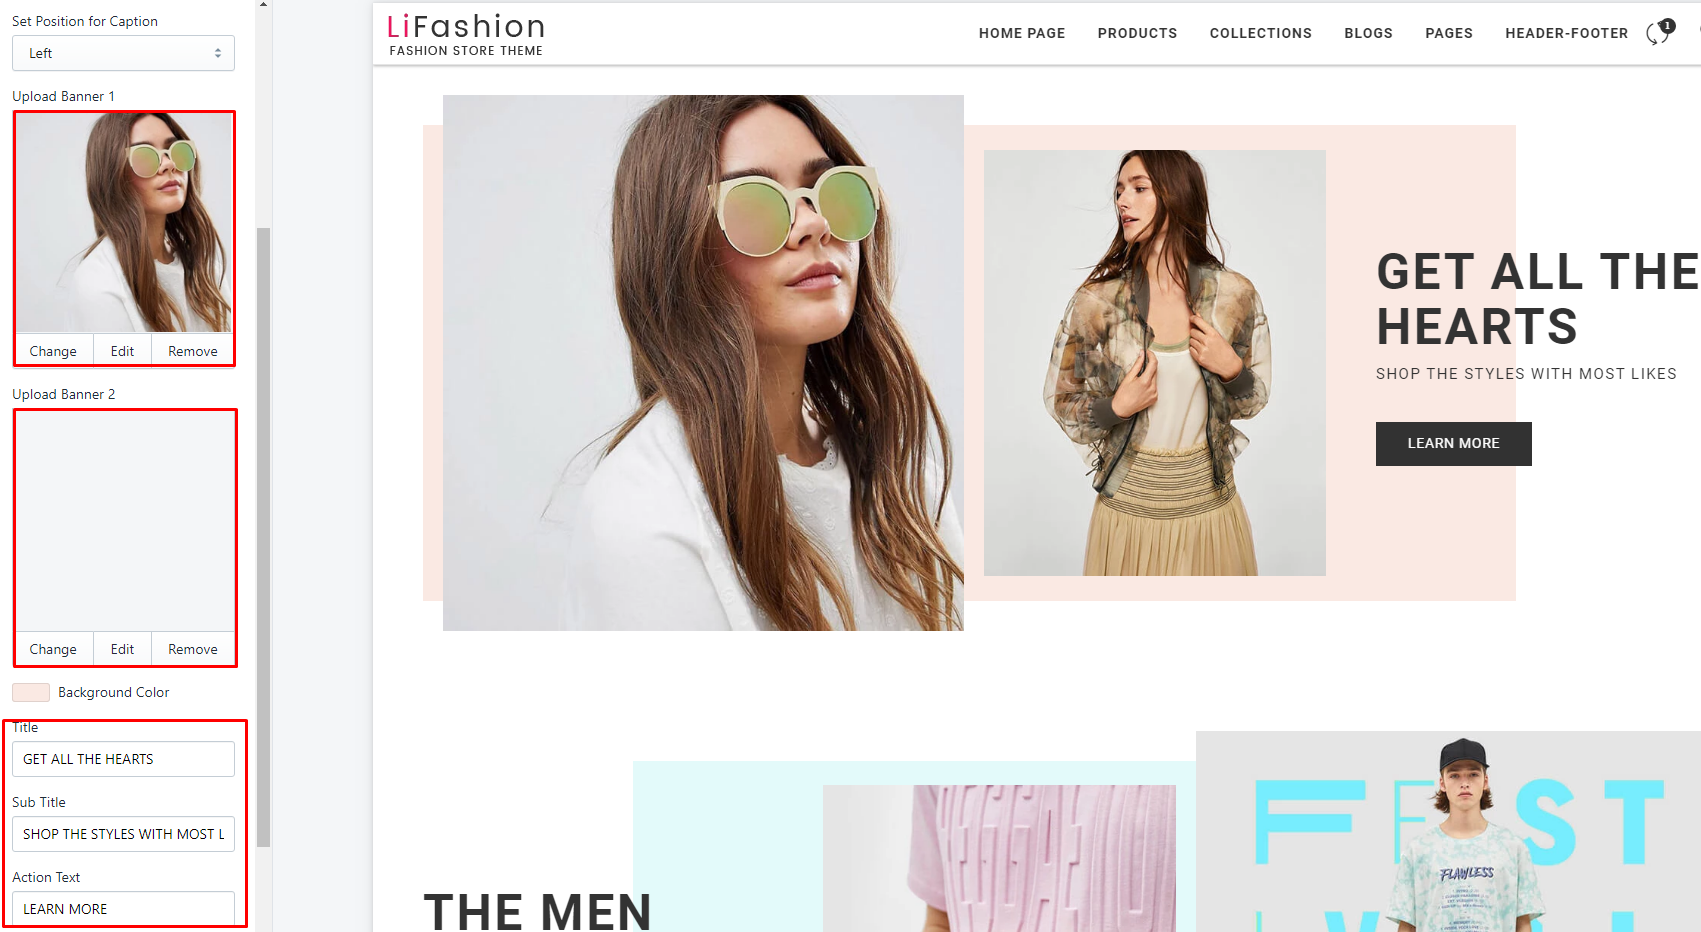 Set Position for Caption
Left
Upload Banner 1
Change Edit Remove
Upload Banner 2
Change Edit Remove
Background Color
Title
GET ALL THE HEARTS
Sub Title
SHOP THE STYLES WITH MOST L
Action Text
LEARN MORE
LiFashion
FASHION STORE THEME
HOME PAGE PRODUCTS COLLECTIONS BLOGS PAGES HEADER-FOOTER 1
GET ALL THE
HEARTS
SHOP THE STYLES WITH MOST LIKES
LEARN MORE
THE MEN
F F ST
FLAWLESS